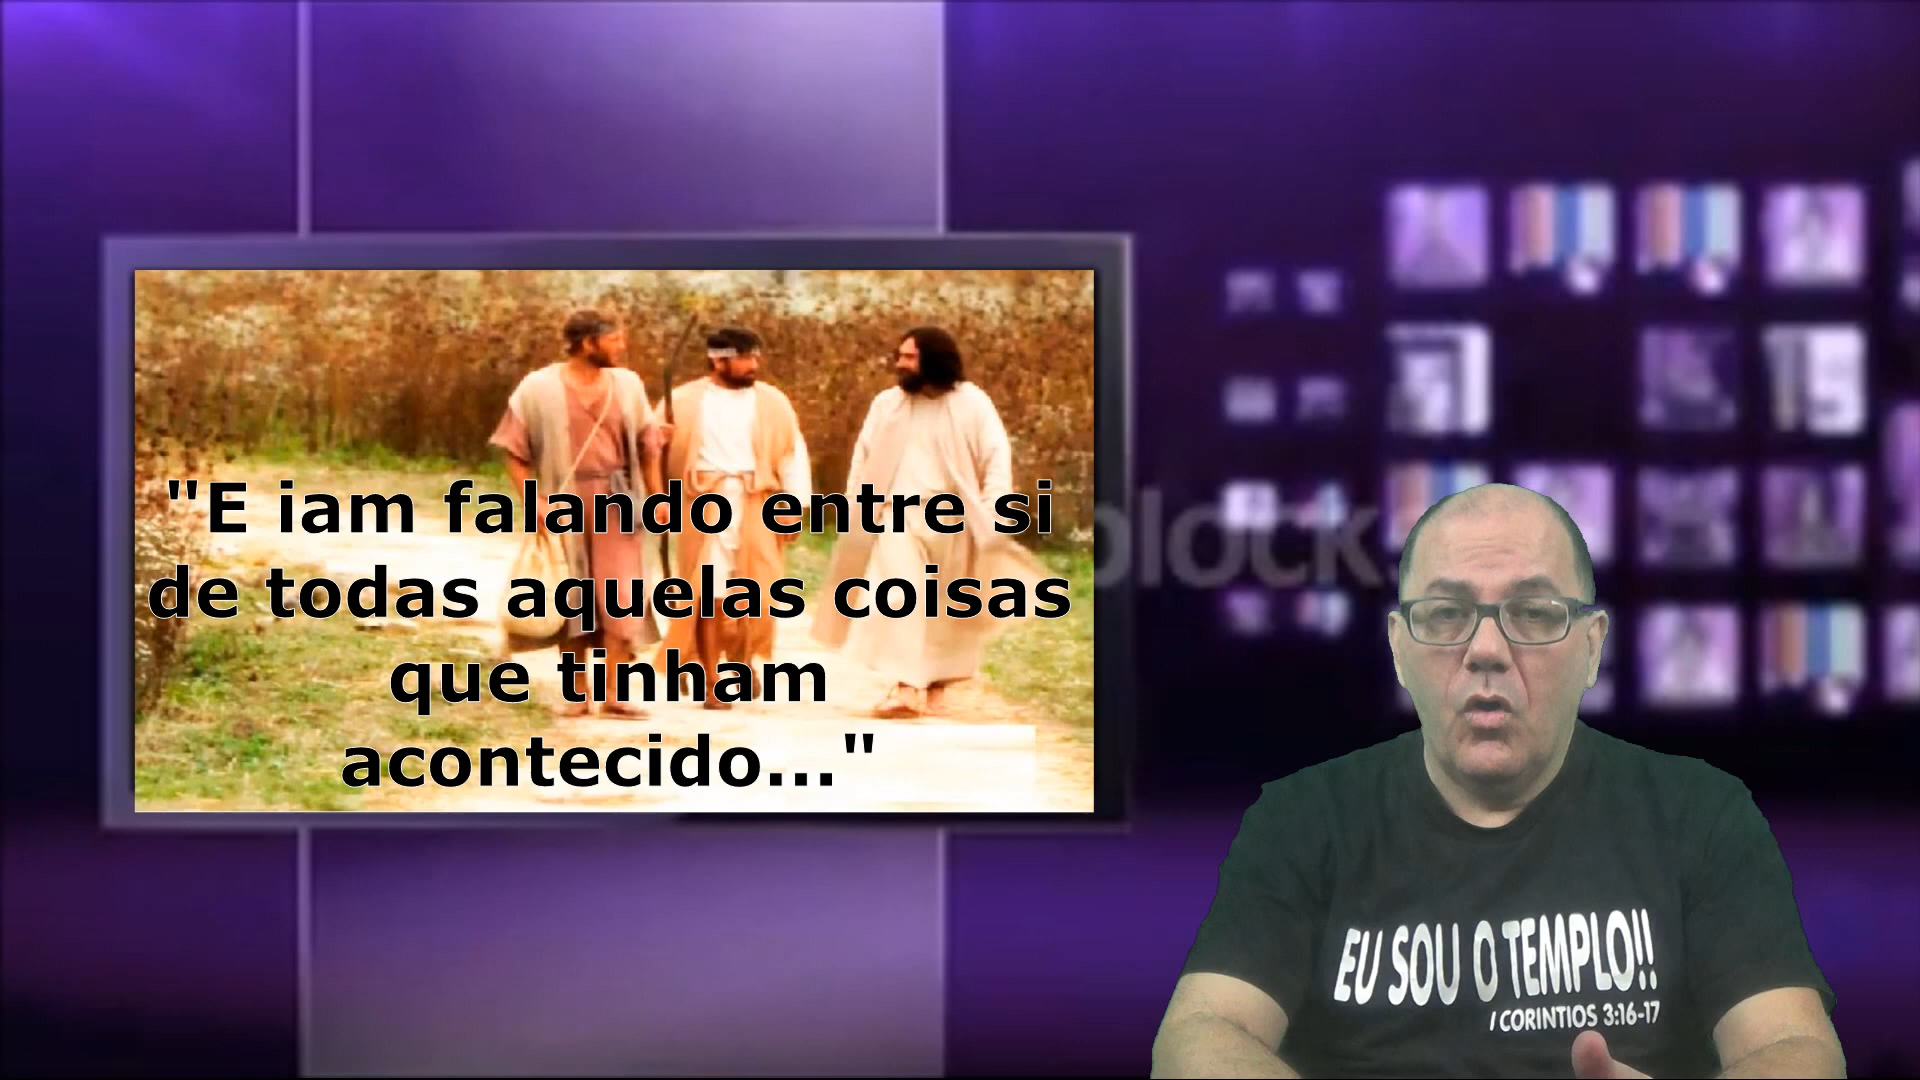 "E iam falando entre si
de todas aquelas coisas
que tinham
acontecido..."
EU SOU O TEMPLO!!
I CORINTIOS 3:16-17